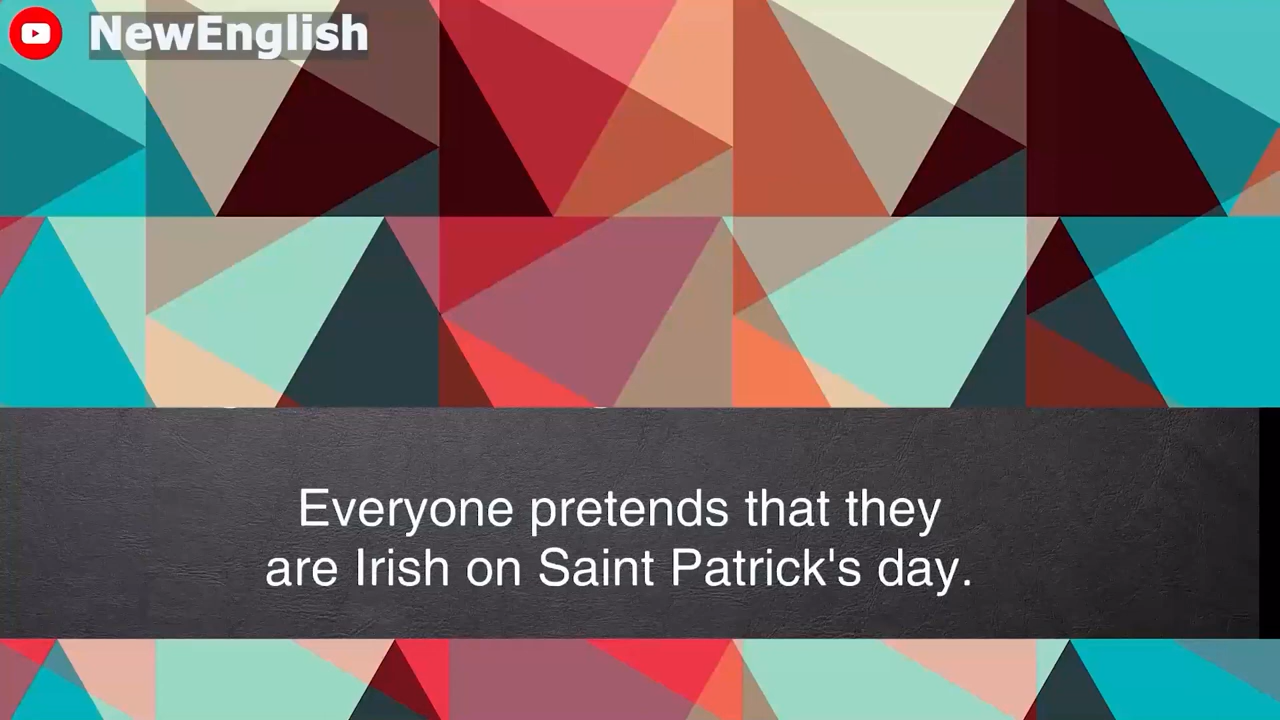 NewEnglish
Everyone pretends that they
are Irish on Saint Patrick's day.